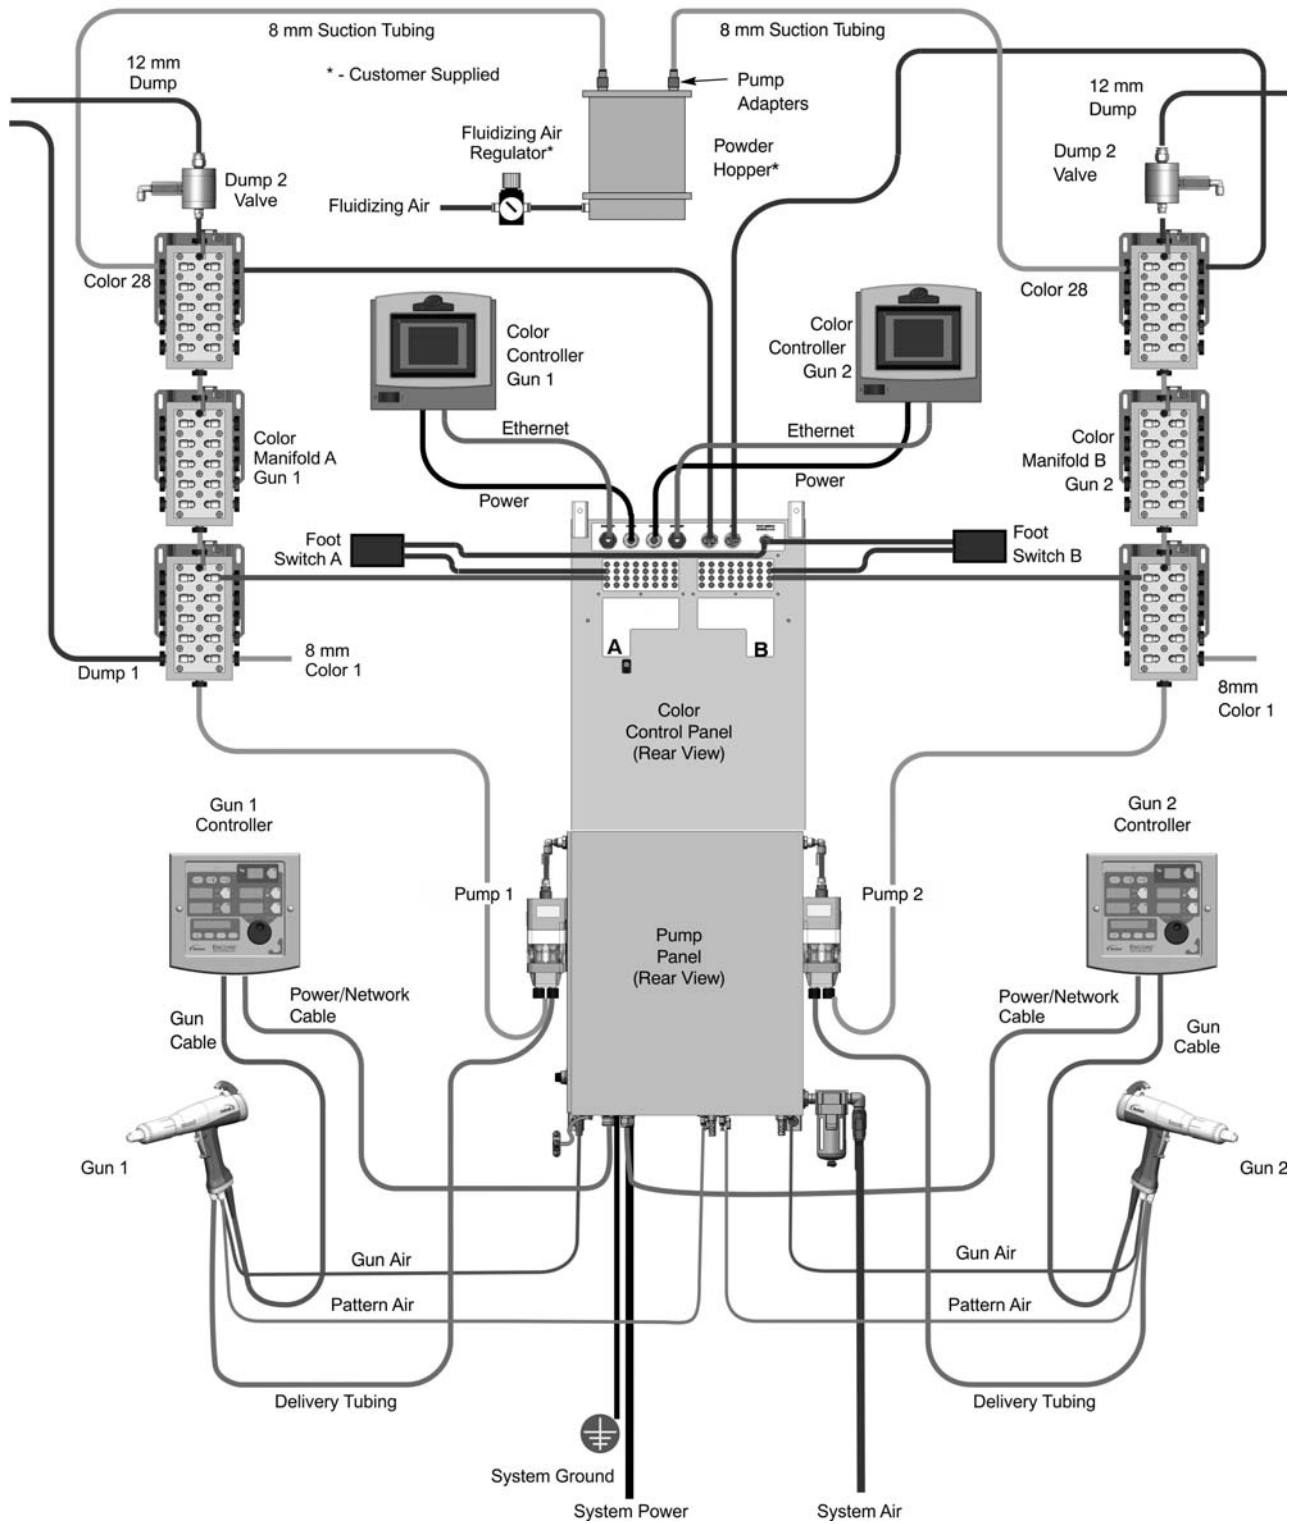 8 mm Suction Tubing
8 mm Suction Tubing
* - Customer Supplied
12 mm
Dump
Pump
Adapters
12 mm
Dump
Fluidizing Air
Regulator*
Powder
Hopper*
Dump 2
Valve
Dump 2
Valve
Fluidizing Air
Color 28
Color 28
Color
Controller
Gun 1
Color
Controller
Gun 2
Ethernet
Ethernet
Color
Manifold A
Gun 1
Color
Manifold B
Gun 2
Power
Power
Foot
Switch A
Foot
Switch B
A
B
Dump 1
8 mm
Color 1
8mm
Color 1
Color
Control Panel
(Rear View)
Gun 1
Controller
Gun 2
Controller
Pump 1
Pump 2
Pump
Panel
(Rear View)
Power/Network
Cable
Power/Network
Cable
Gun
Cable
Gun
Cable
Gun 1
Gun 2
Gun Air
Gun Air
Pattern Air
Pattern Air
Delivery Tubing
Delivery Tubing
System Ground
System Power
System Air